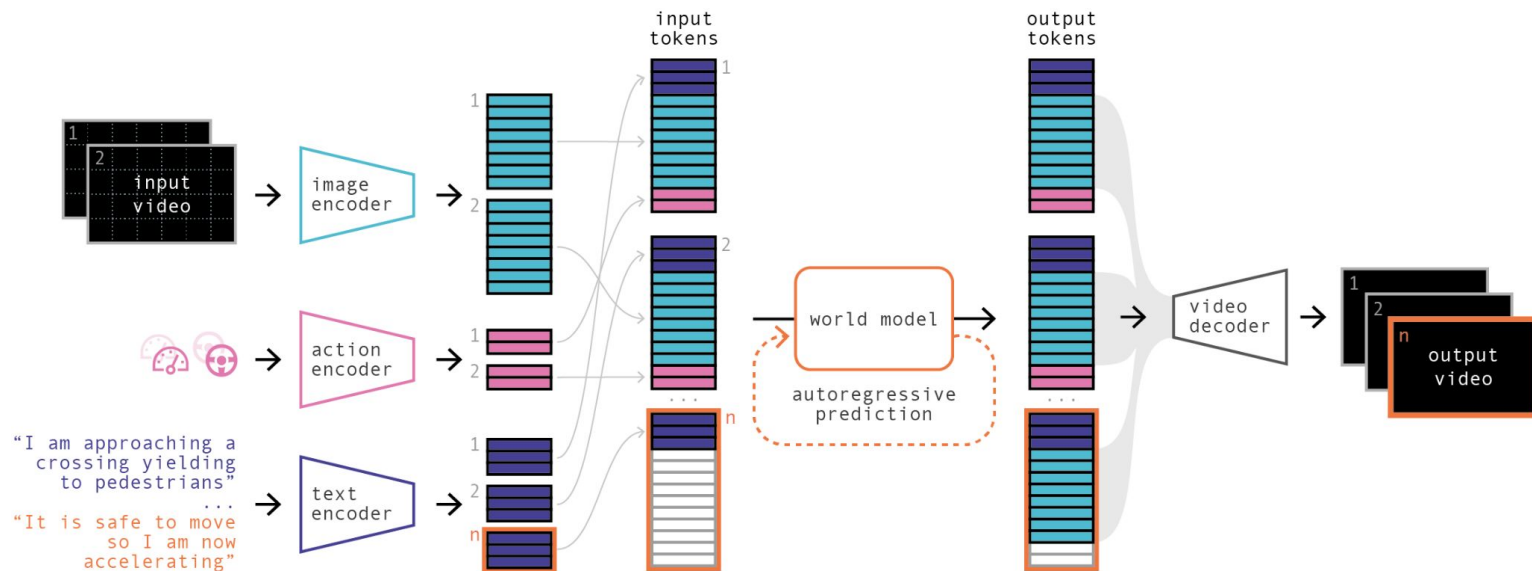 input
tokens
output
tokens
1
2
input
video
image
encoder
1
2
action
encoder
1
2
“I am approaching a
crossing yielding
to pedestrians”
...
“It is safe to move
so I am now
accelerating”
text
encoder
1
2
n
1
2
...
n
world model
autoregressive
prediction
...
video
decoder
1
2
n
output
video